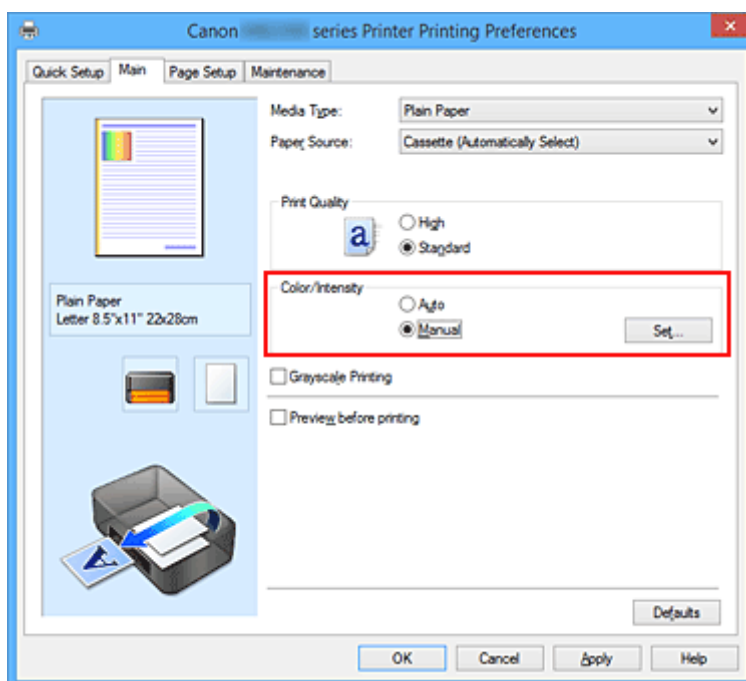 Canon series Printer Printing Preferences
Quick Setup Main Page Setup Maintenance
Media Type: Plain Paper
Paper Source: Cassette (Automatically Select)
Print Quality
a
High
Standard
Color/Intensity
Auto
Manual
Set...
Plain Paper
Letter 8.5"x11" 22x28cm
Grayscale Printing
Preview before printing
A
Defaults
OK Cancel Apply Help